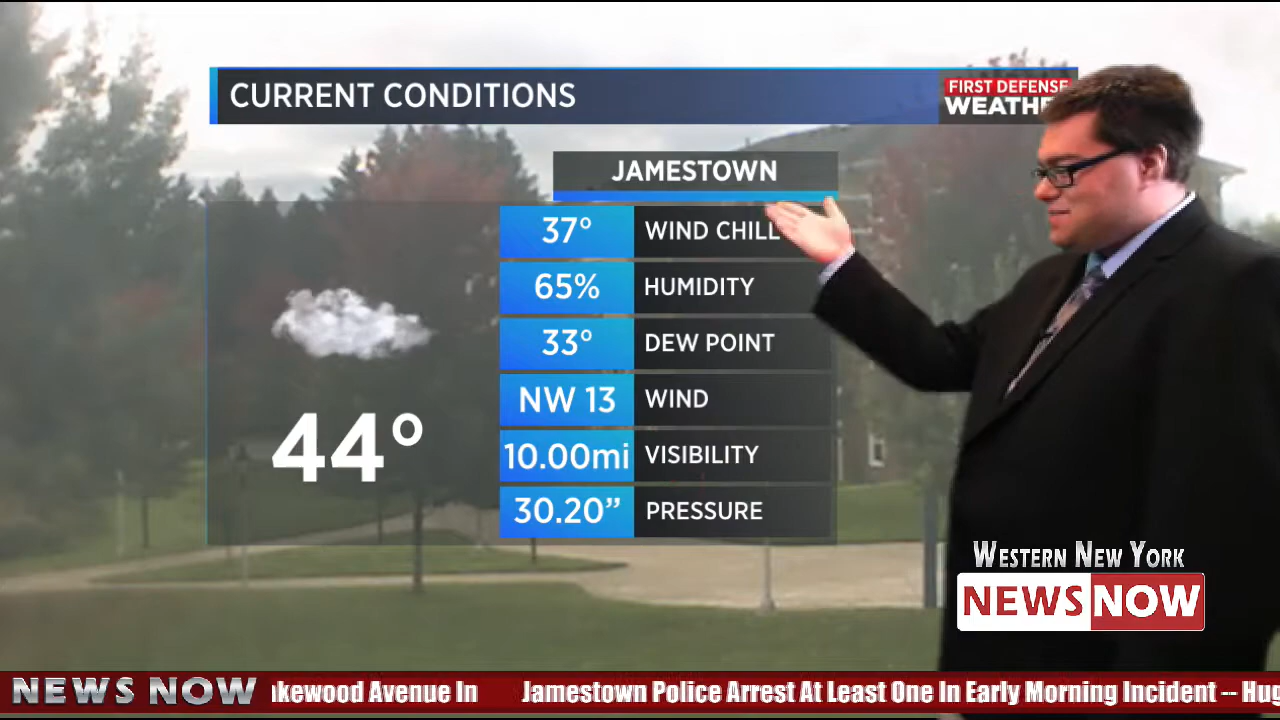 CURRENT CONDITIONS
FIRST DEFENSE
JAMESTOWN
37° WIND CHILL
65% HUMIDITY
33° DEW POINT
NW 13 WIND
10.00mi VISIBILITY
30.20” PRESSURE
44°
WESTERN NEW YORK
NEWS NOW
NEWS NOW Avenue In Jamestown Police Arrest At Least One In Early Morning Incident --